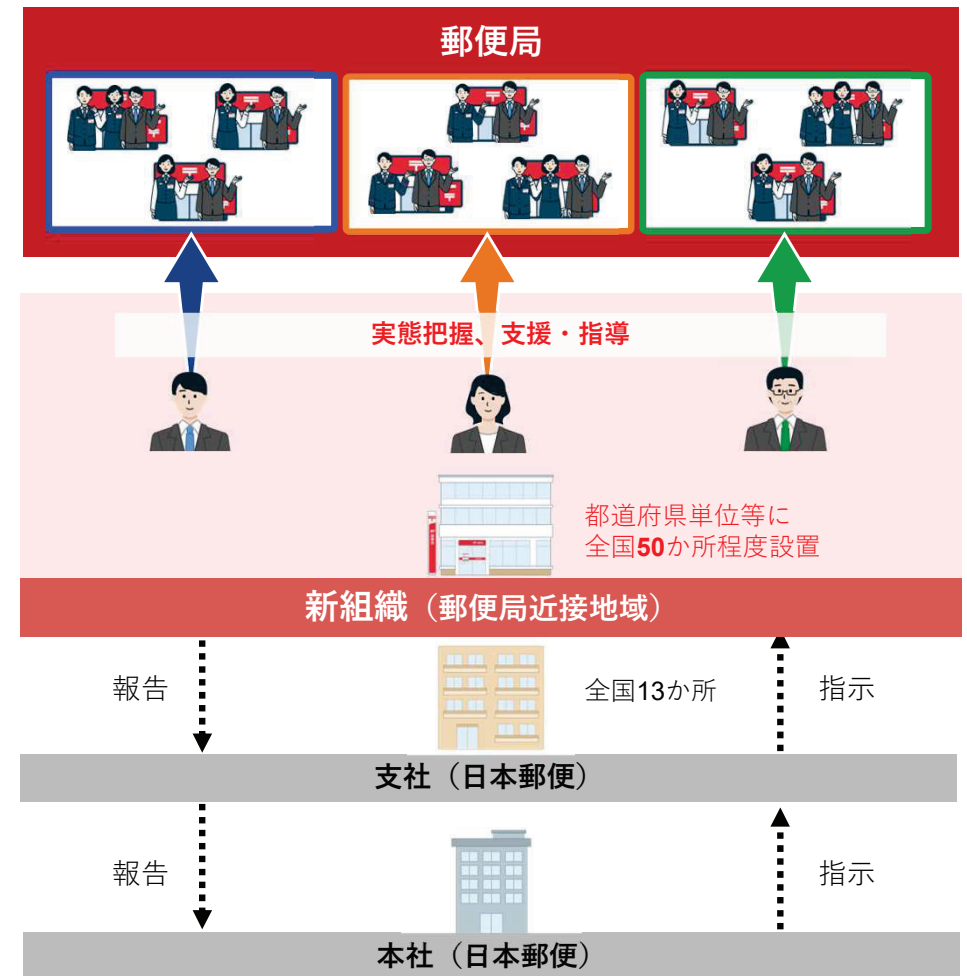 郵便局
実態把握、支援・指導
都道府県単位等に
全国50か所程度設置
新組織（郵便局近接地域）
報告
全国13か所
指示
支社（日本郵便）
報告
指示
本社（日本郵便）